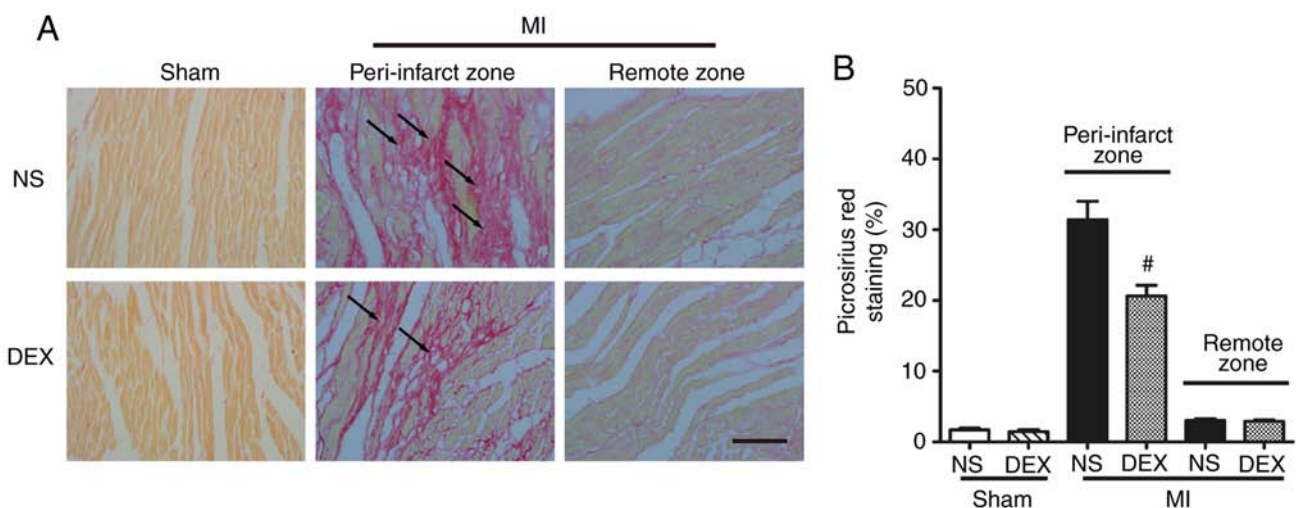 A
MI
Sham
Peri-infarct zone
Remote zone
NS
DEX
B
Picrosirius red
staining (%)
50
40
30
20
10
0
Peri-infarct
zone
#
Remote
zone
NS DEX NS DEX NS DEX
Sham MI